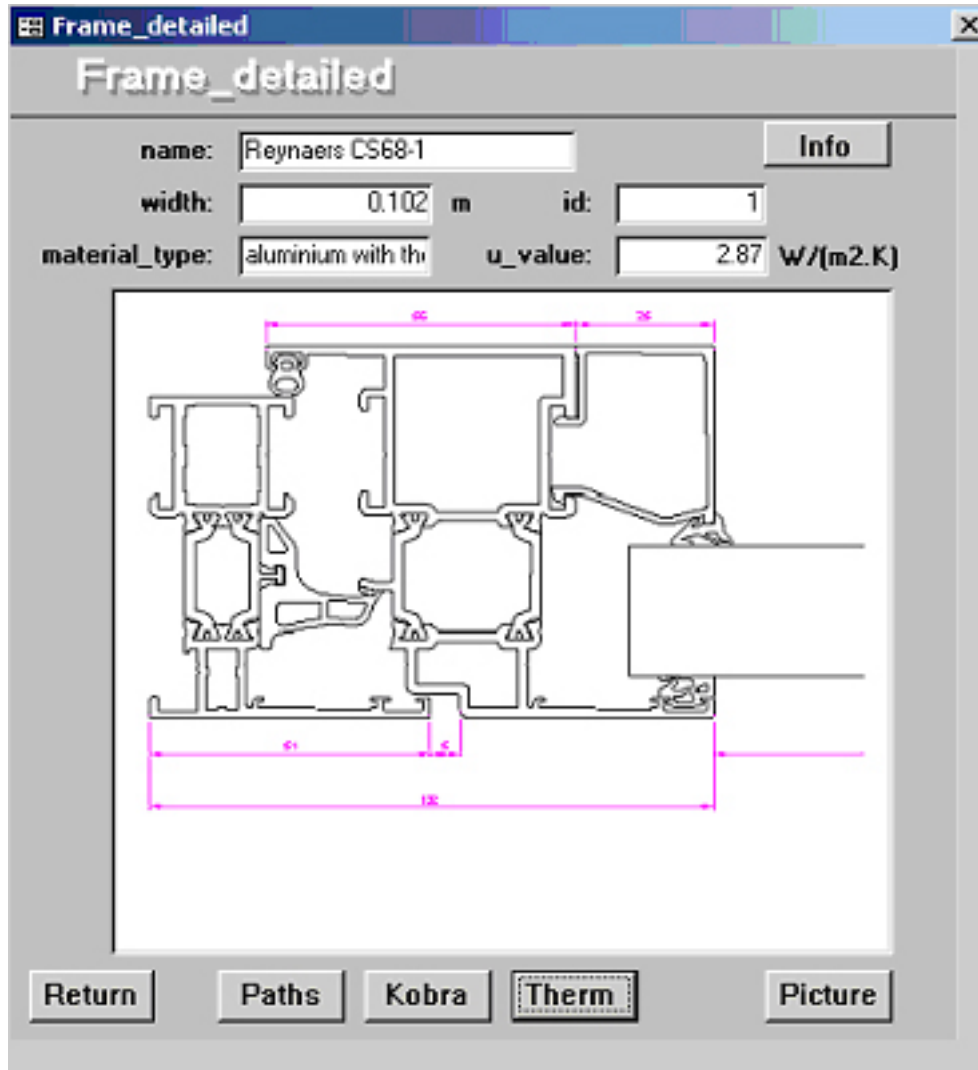 Frame_detailed
Frame_detailed
name: Reynaers CS68-1 Info
width: 0.102 m id: 1
material_type: aluminium with the u_value: 2.87 W/(m2.K)
Return Paths Kobra Therm Picture